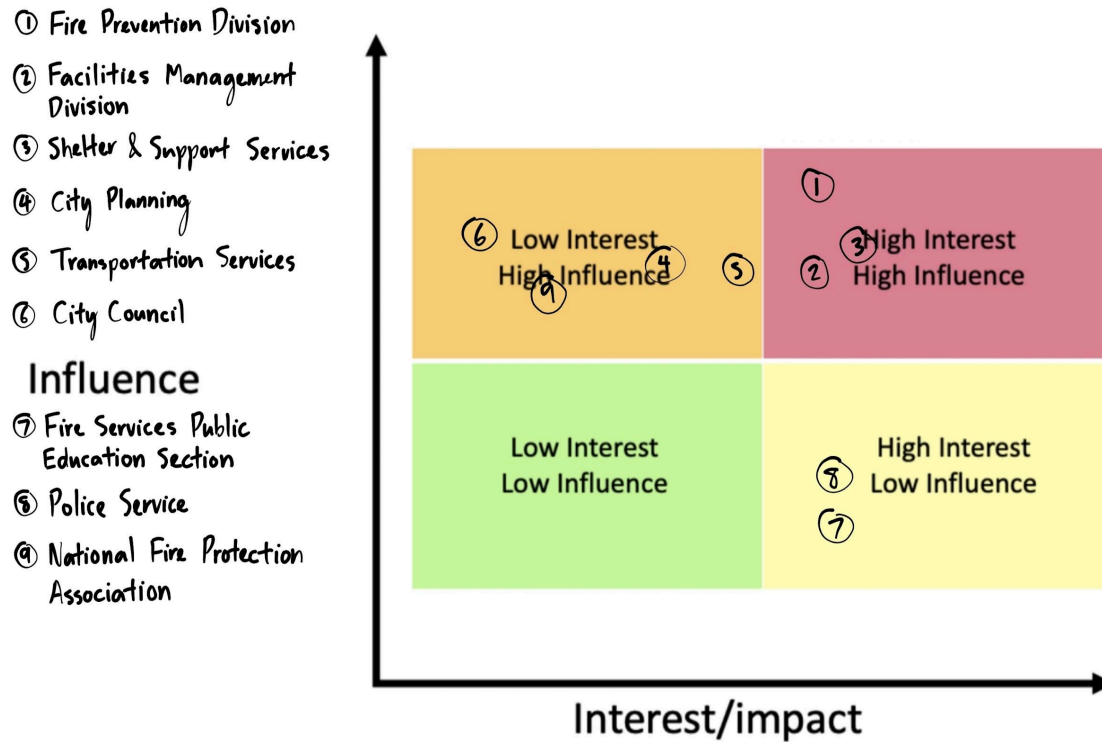 ① Fire Prevention Division
② Facilities Management
Division
③ Shelter & Support Services
④ City Planning
⑤ Transportation Services
⑥ City Council
Influence
⑦ Fire Services Public
Education Section
⑧ Police Service
⑨ National Fire Protection
Association
①
⑥ Low Interest
High Influence
④
⑤
⑨
③ High Interest
② High Influence
Low Interest
Low Influence
High Interest
⑧ Low Influence
⑦
Interest/impact